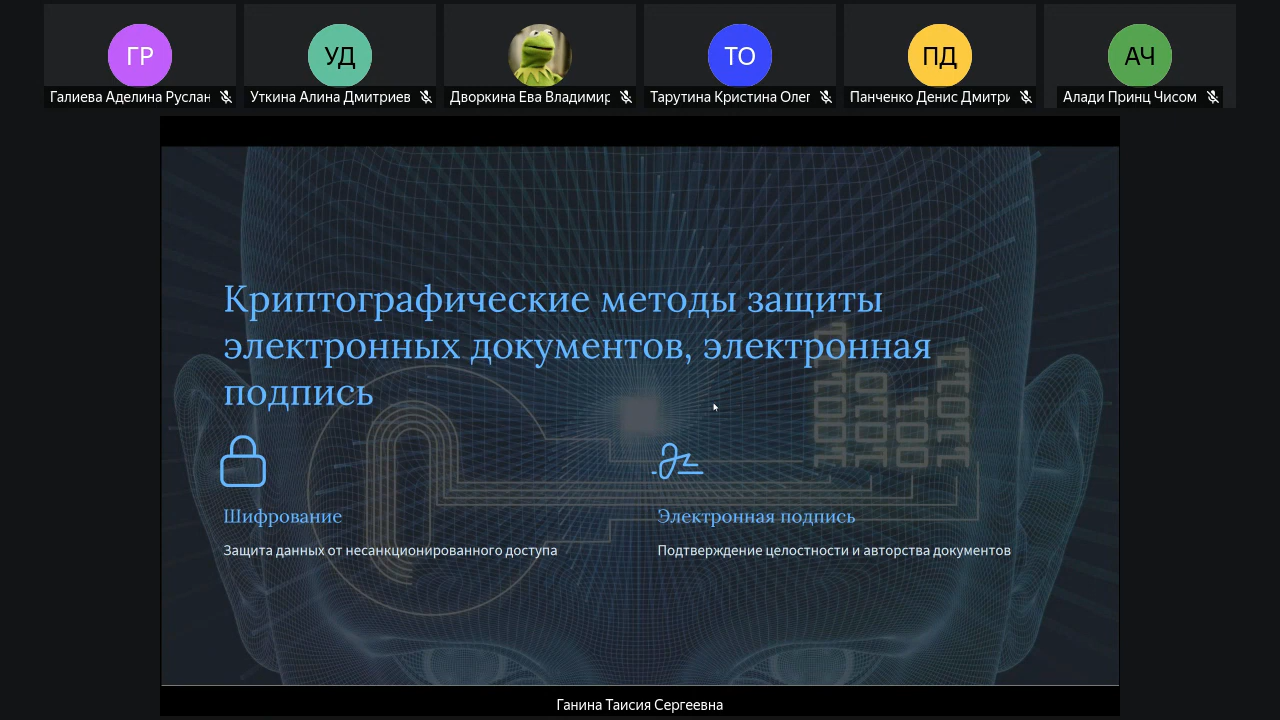 ГР
УД
ТО
ПД
АЧ
Галиева Аделина Руслан
Уткина Алина Дмитриев
Дворкина Ева Владимир
Тарутина Кристина Олег
Панченко Денис Дмитри
Алади Принц Чисом
Криптографические методы защиты
электронных документов, электронная
подпись
Шифрование
Электронная подпись
Защита данных от несанкционированного доступа
Подтверждение целостности и авторства документов
Ганина Таисия Сергеевна